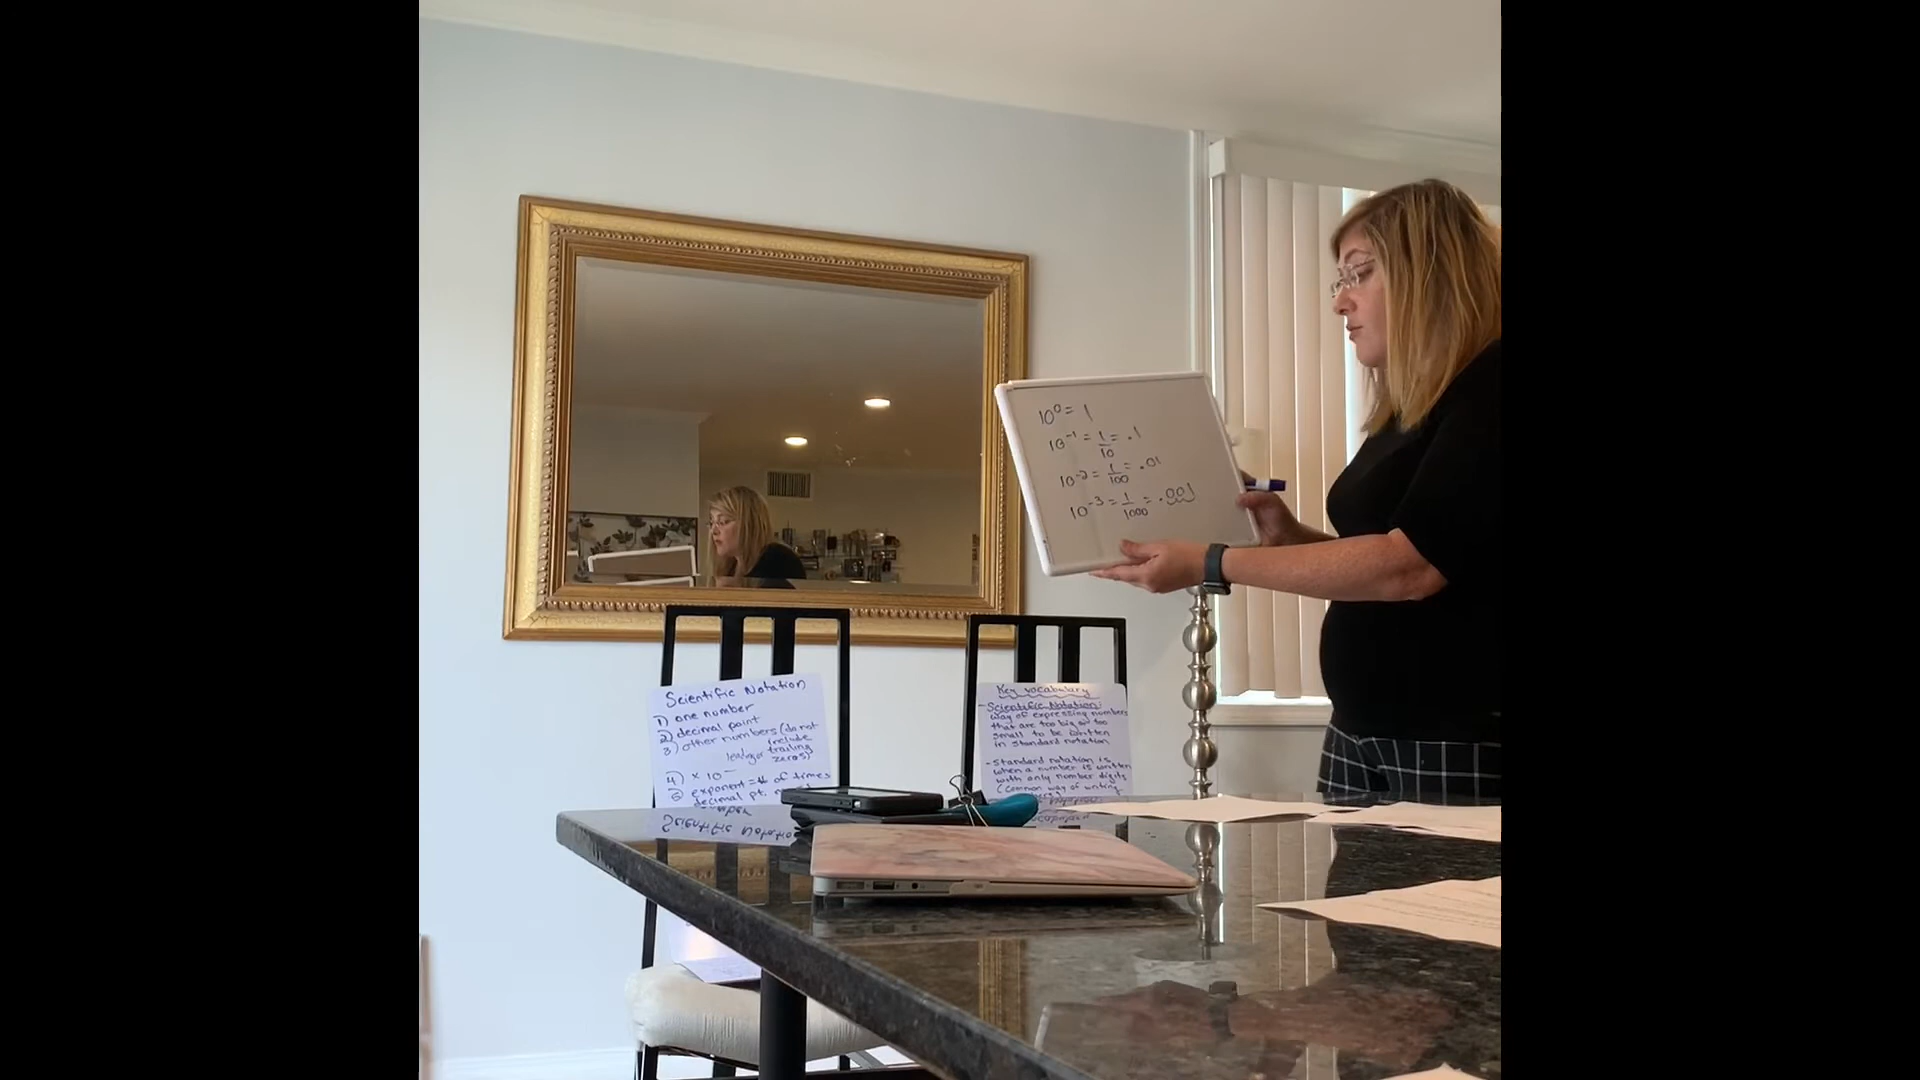 10⁰ = 1
10⁻¹ = 1/10 = .1
10⁻² = 1/100 = .01
10⁻³ = 1/1000 = .001
Scientific Notation
1) one number
2) decimal point
3) other numbers (do not
include
leading or trailing
zeros)
4) × 10
5) exponent = # of times
decimal pt.
Key vocabulary
- Scientific Notation:
way of expressing numbers
that are too big or too
small to be written
in standard notation
- Standard notation is
when a number is written
with only number digits
(common way of writing